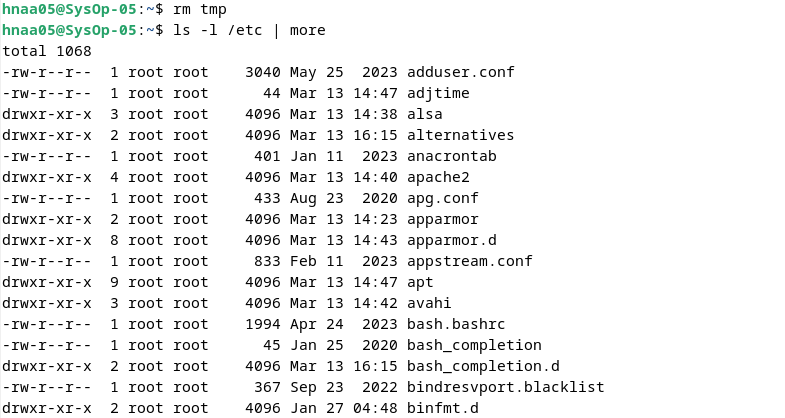 hnaa05@SysOp-05:~$ rm tmp
hnaa05@SysOp-05:~$ ls -l /etc | more
total 1068
-rw-r--r--  1 root root    3040 May 25  2023 adduser.conf
-rw-r--r--  1 root root      44 Mar 13 14:47 adjtime
drwxr-xr-x  3 root root    4096 Mar 13 14:38 alsa
drwxr-xr-x  2 root root    4096 Mar 13 16:15 alternatives
-rw-r--r--  1 root root     401 Jan 11  2023 anacrontab
drwxr-xr-x  4 root root    4096 Mar 13 14:40 apache2
-rw-r--r--  1 root root     433 Aug 23  2020 apg.conf
drwxr-xr-x  2 root root    4096 Mar 13 14:23 apparmor
drwxr-xr-x  8 root root    4096 Mar 13 14:43 apparmor.d
-rw-r--r--  1 root root     833 Feb 11  2023 appstream.conf
drwxr-xr-x  9 root root    4096 Mar 13 14:47 apt
drwxr-xr-x  3 root root    4096 Mar 13 14:42 avahi
-rw-r--r--  1 root root    1994 Apr 24  2023 bash.bashrc
-rw-r--r--  1 root root      45 Jan 25  2020 bash_completion
drwxr-xr-x  2 root root    4096 Mar 13 16:15 bash_completion.d
-rw-r--r--  1 root root     367 Sep 23  2022 bindresvport.blacklist
drwxr-xr-x  2 root root    4096 Jan 27 04:48 binfmt.d